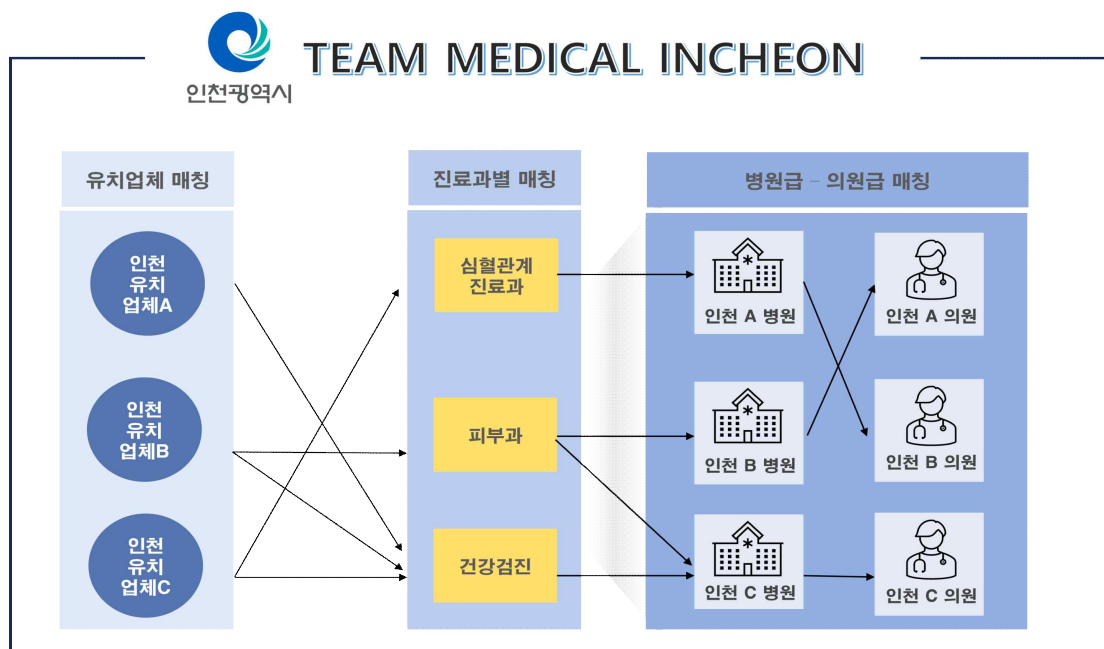 TEAM MEDICAL INCHEON
인천광역시
유치업체 매칭
진료과별 매칭
병원급 – 의원급 매칭
인천
유치
업체A
심혈관계
진료과
인천 A 병원
인천 A 의원
인천
유치
업체B
피부과
인천 B 병원
인천 B 의원
인천
유치
업체C
건강검진
인천 C 병원
인천 C 의원